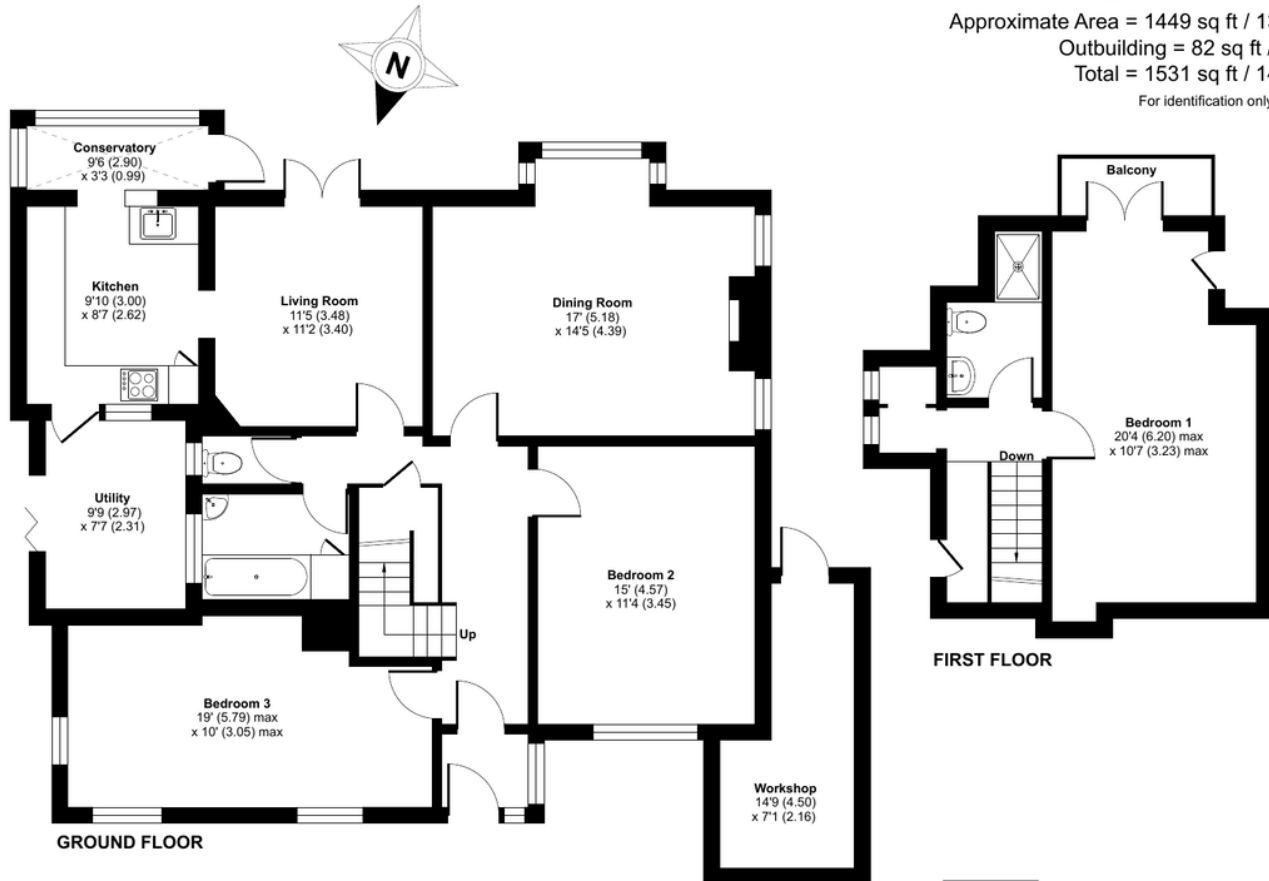 Approximate Area = 1449 sq ft /
Outbuilding = 82 sq ft /
Total = 1531 sq ft /
For identification only
N
Conservatory
9'6 (2.90)
x 3'3 (0.99)
Kitchen
9'10 (3.00)
x 8'7 (2.62)
Living Room
11'5 (3.48)
x 11'2 (3.40)
Dining Room
17' (5.18)
x 14'5 (4.39)
Utility
9'9 (2.97)
x 7'7 (2.31)
Bedroom 2
15' (4.57)
x 11'4 (3.45)
Up
Bedroom 3
19' (5.79) max
x 10' (3.05) max
Workshop
14'9 (4.50)
x 7'1 (2.16)
GROUND FLOOR
Balcony
Bedroom 1
20'4 (6.20) max
x 10'7 (3.23) max
Down
FIRST FLOOR